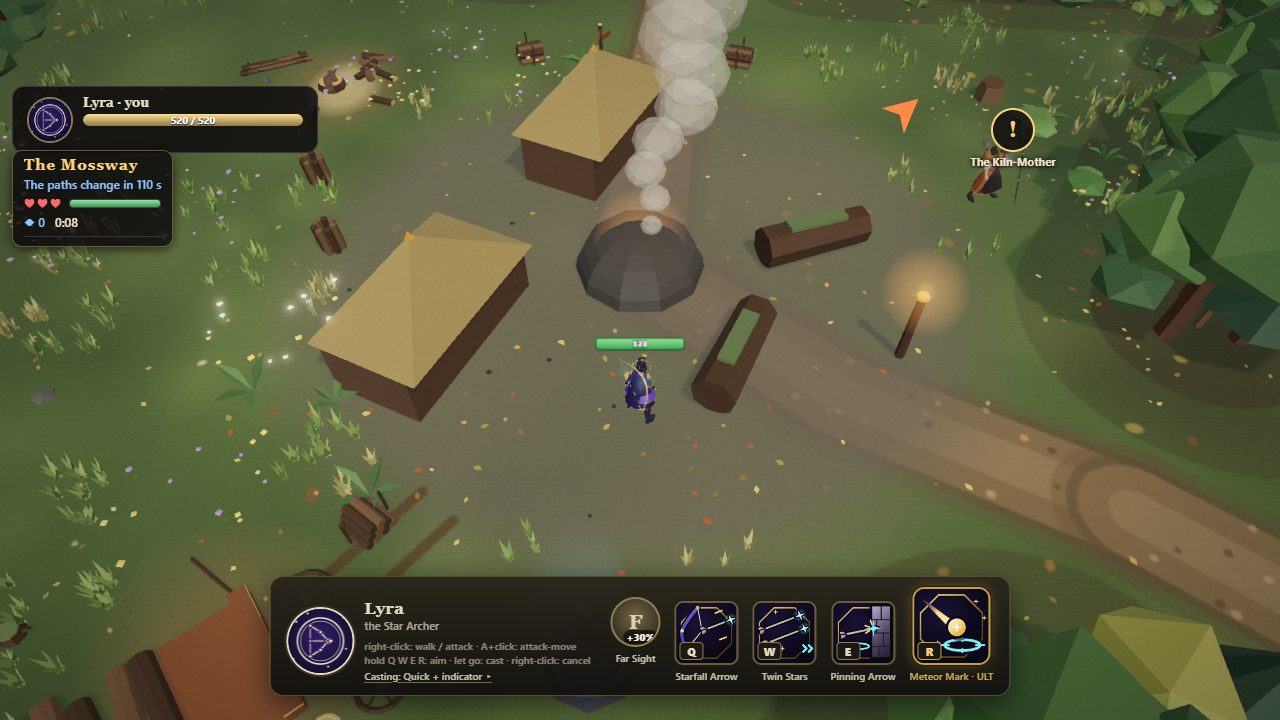 Lyra · you
520 / 520
The Mossway
The paths change in 110 s
0 0:08
!
The Kiln-Mother
520
Lyra
the Star Archer
right-click: walk / attack · A+click: attack-move
hold Q W E R: aim · let go: cast · right-click: cancel
Casting: Quick + indicator ▸
F
+30%
Far Sight
Q
Starfall Arrow
W
Twin Stars
E
Pinning Arrow
R
Meteor Mark · ULT